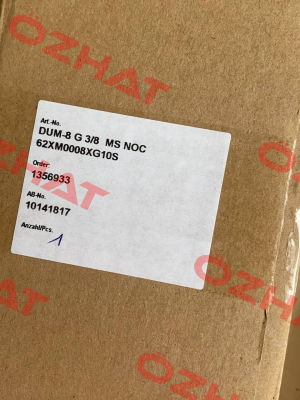 OZHAT
Art.-No.
DUM-8 G 3/8 MS NOC
62XM0008XG10S
Order:
1356933
AB-No.
10141817
Anzahl/Pcs.
1
OZHAT
OZHAT
OZHAT